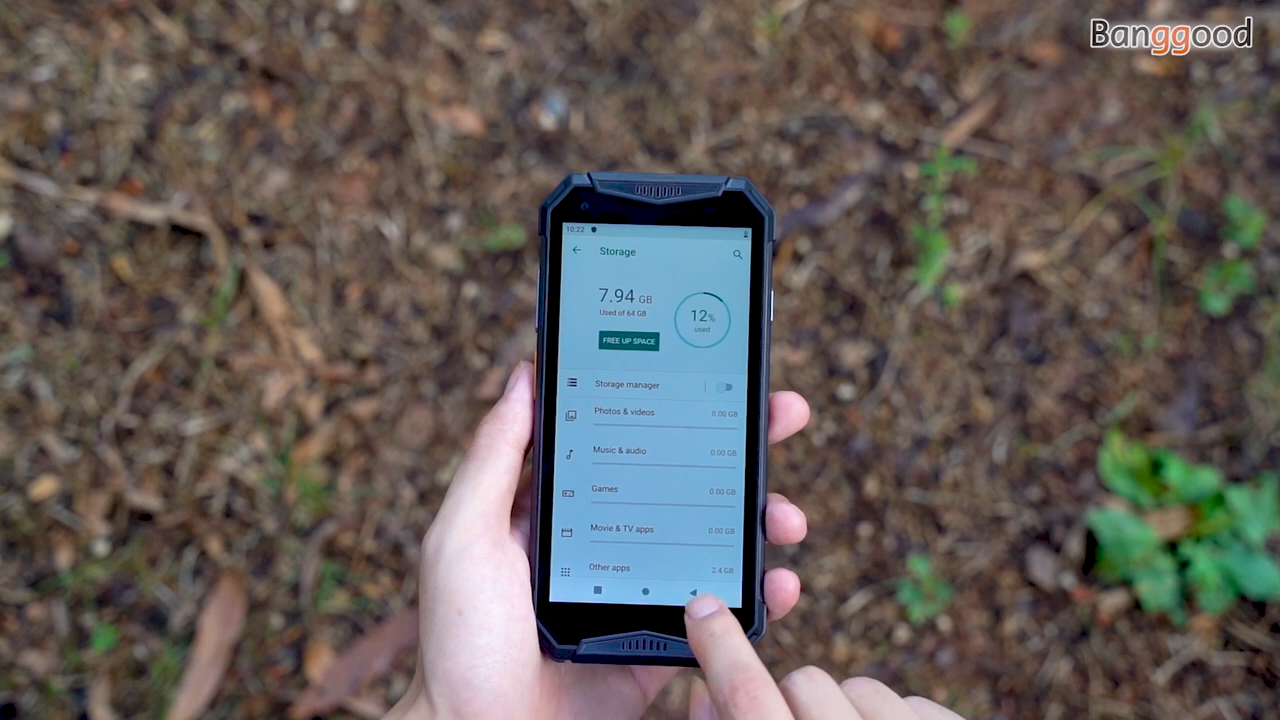 Banggood
10:22
Storage
7.94 GB
Used of 64 GB
12%
used
FREE UP SPACE
Storage manager
Photos & videos 0.00 GB
Music & audio 0.00 GB
Games 0.00 GB
Movie & TV apps 0.00 GB
Other apps 2.4 GB